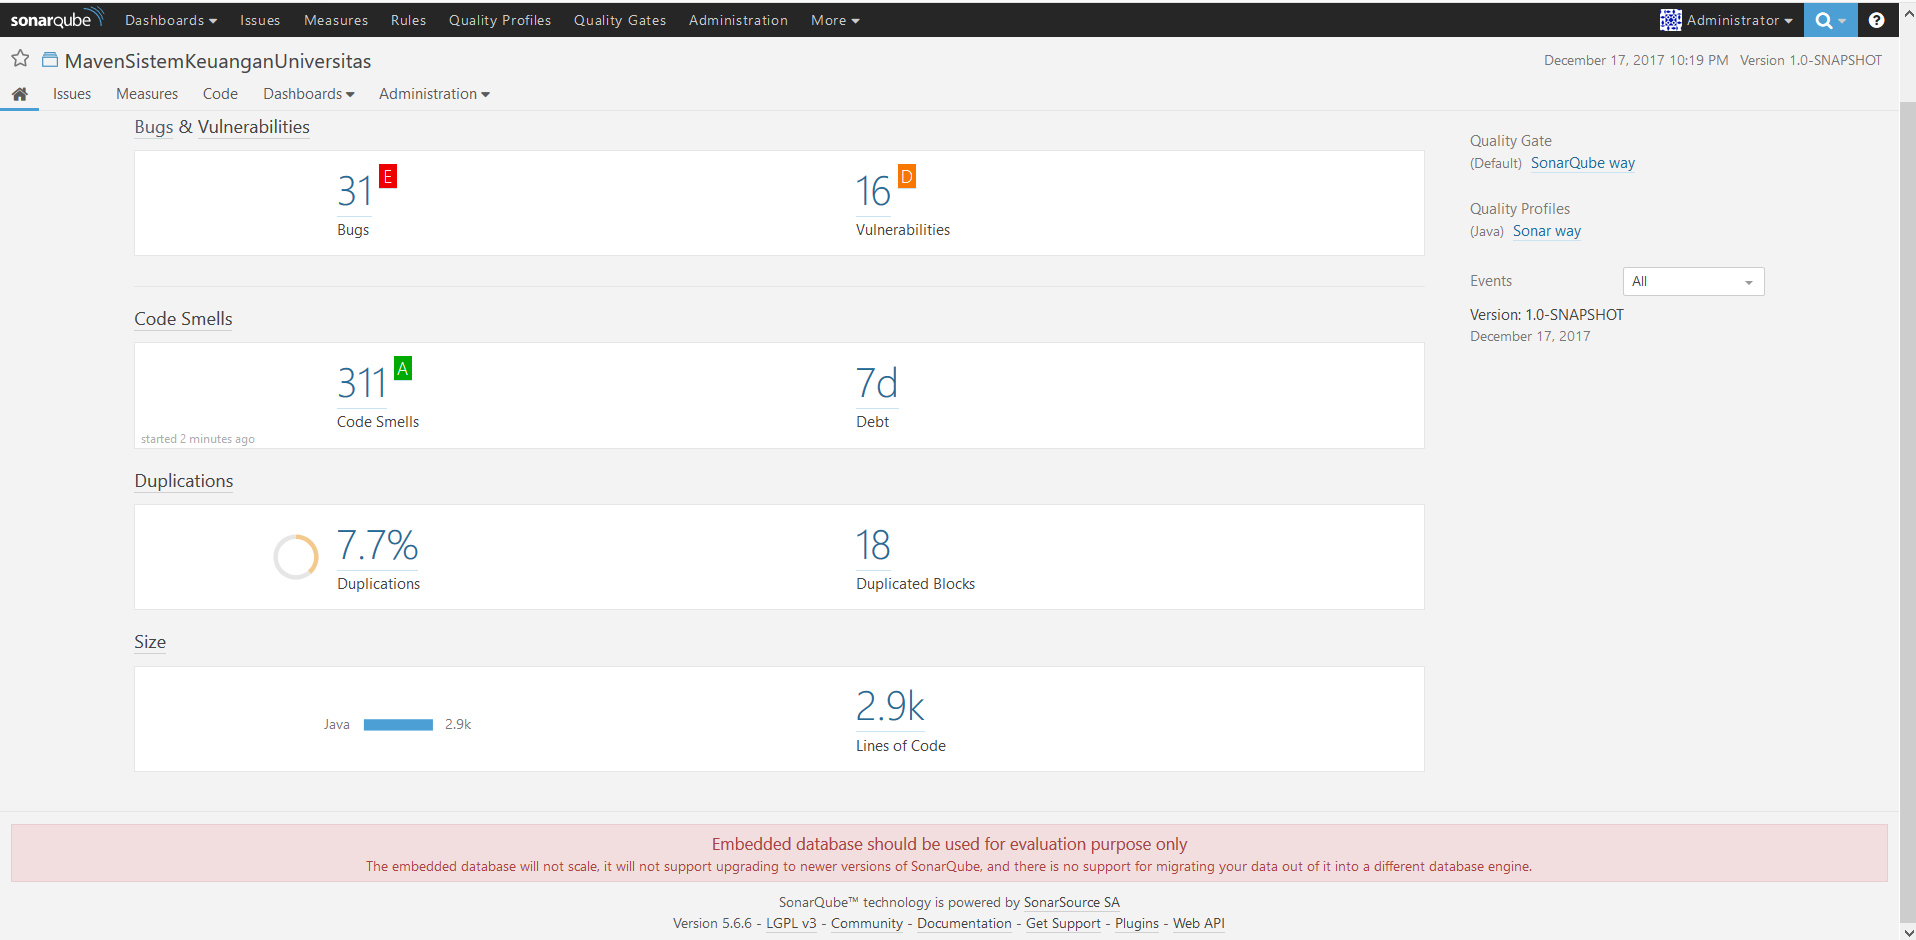 sonarqube Dashboards Issues Measures Rules Quality Profiles Quality Gates Administration More Administrator ?
MavenSistemKeuanganUniversitas December 17, 2017 10:19 PM Version 1.0-SNAPSHOT
Issues Measures Code Dashboards Administration
Bugs & Vulnerabilities
31 E
Bugs
16 D
Vulnerabilities
Code Smells
311 A
Code Smells
7d
Debt
started 2 minutes ago
Duplications
7.7%
Duplications
18
Duplicated Blocks
Size
Java 2.9k
2.9k
Lines of Code
Quality Gate
(Default) SonarQube way
Quality Profiles
(Java) Sonar way
Events All
Version: 1.0-SNAPSHOT
December 17, 2017
Embedded database should be used for evaluation purpose only
The embedded database will not scale, it will not support upgrading to newer versions of SonarQube, and there is no support for migrating your data out of it into a different database engine.
SonarQube™ technology is powered by SonarSource SA
Version 5.6.6 - LGPL v3 - Community - Documentation - Get Support - Plugins - Web API